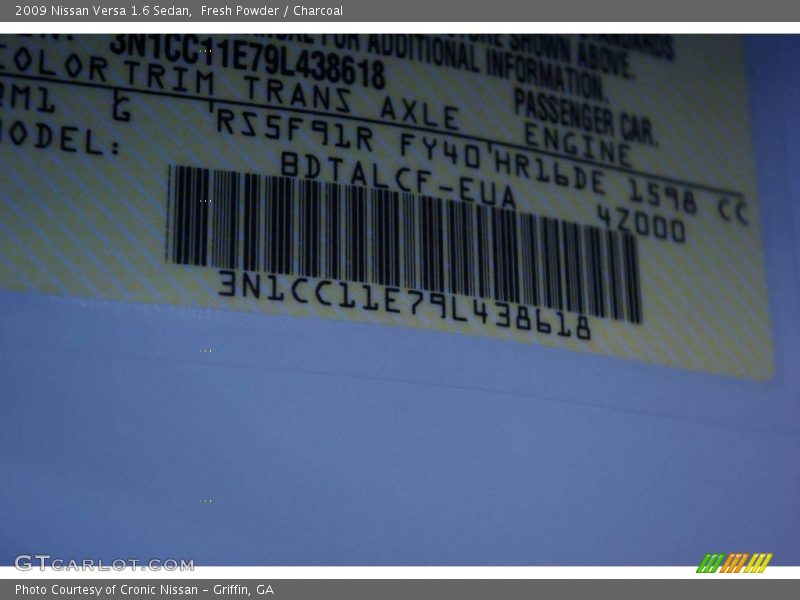 2009 Nissan Versa 1.6 Sedan, Fresh Powder / Charcoal
SHOWN ABOVE.
FOR ADDITIONAL INFORMATION.
3N1CC11E79L438618
PASSENGER CAR.
COLOR TRIM TRANS AXLE ENGINE
QM1 G RS5F91R FY40 HR16DE 1598 CC
MODEL: BDTALCF-EUA 4Z000
3N1CC11E79L438618
GTCARLOT.COM
Photo Courtesy of Cronic Nissan - Griffin, GA